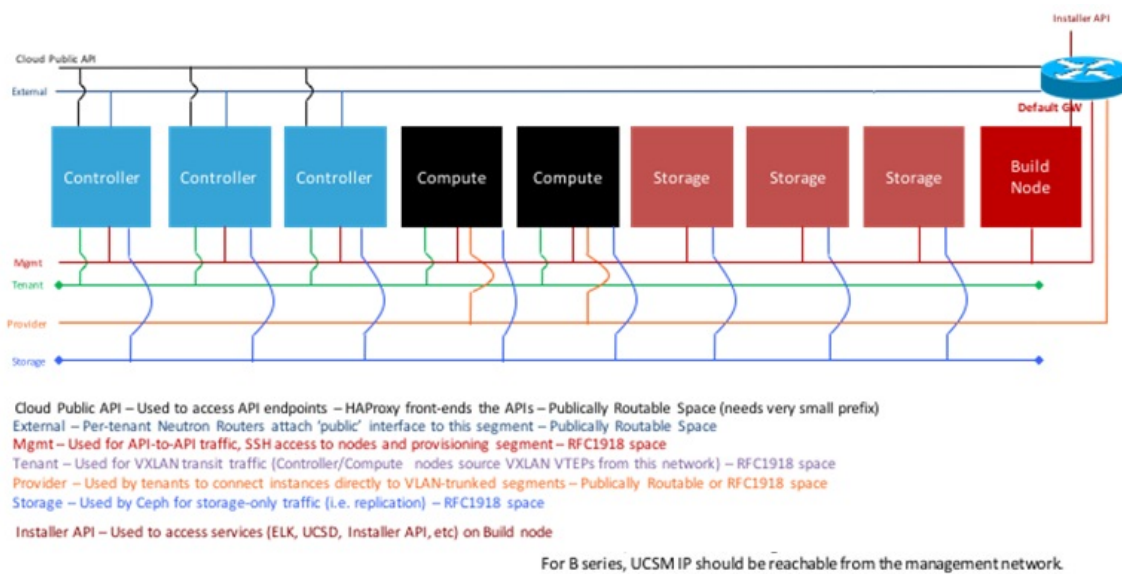 Installer API
Cloud Public API
External
Default GW
Controller
Controller
Controller
Compute
Compute
Storage
Storage
Storage
Build
Node
Mgmt
Tenant
Provider
Storage
Cloud Public API – Used to access API endpoints – HAProxy front-ends the APIs – Publically Routable Space (needs very small prefix)
External – Per-tenant Neutron Routers attach ‘public’ interface to this segment – Publically Routable Space
Mgmt – Used for API-to-API traffic, SSH access to nodes and provisioning segment – RFC1918 space
Tenant – Used for VXLAN transit traffic (Controller/Compute nodes source VXLAN VTEPs from this network) – RFC1918 space
Provider – Used by tenants to connect instances directly to VLAN-trunked segments – Publically Routable or RFC1918 space
Storage – Used by Ceph for storage-only traffic (i.e. replication) – RFC1918 space
Installer API – Used to access services (ELK, UCSD, Installer API, etc) on Build node
For B series, UCSM IP should be reachable from the management network.